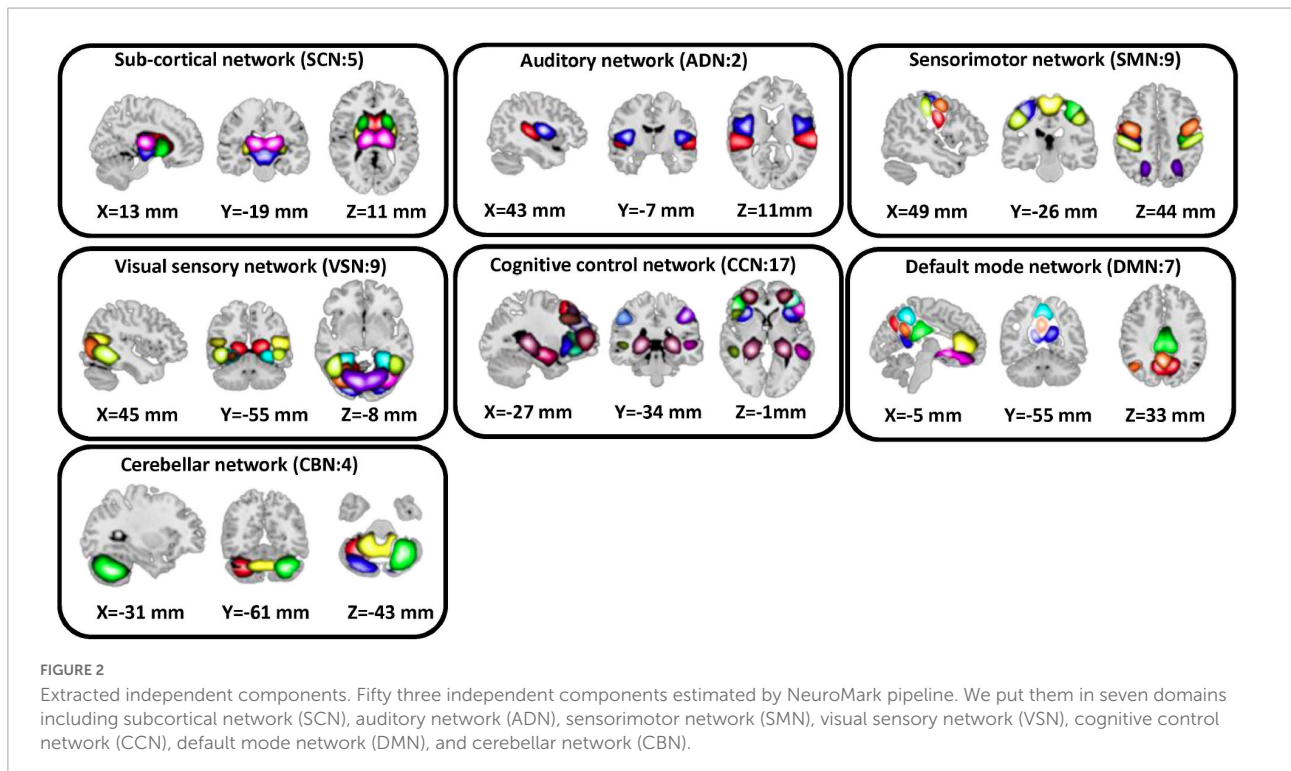 Sub-cortical network (SCN:5)
X=13 mm Y=-19 mm Z=11 mm
Auditory network (ADN:2)
X=43 mm Y=-7 mm Z=11mm
Sensorimotor network (SMN:9)
X=49 mm Y=-26 mm Z=44 mm
Visual sensory network (VSN:9)
X=45 mm Y=-55 mm Z=-8 mm
Cognitive control network (CCN:17)
X=-27 mm Y=-34 mm Z=-1mm
Default mode network (DMN:7)
X=-5 mm Y=-55 mm Z=33 mm
Cerebellar network (CBN:4)
X=-31 mm Y=-61 mm Z=-43 mm
FIGURE 2
Extracted independent components. Fifty three independent components estimated by NeuroMark pipeline. We put them in seven domains
including subcortical network (SCN), auditory network (ADN), sensorimotor network (SMN), visual sensory network (VSN), cognitive control
network (CCN), default mode network (DMN), and cerebellar network (CBN).